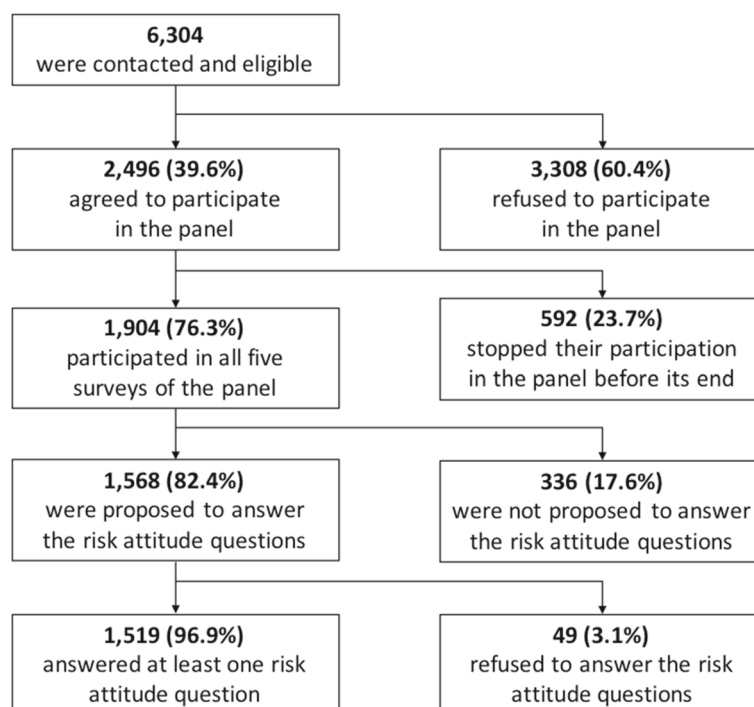 6,304
were contacted and eligible
2,496 (39.6%)
agreed to participate
in the panel
3,308 (60.4%)
refused to participate
in the panel
1,904 (76.3%)
participated in all five
surveys of the panel
592 (23.7%)
stopped their participation
in the panel before its end
1,568 (82.4%)
were proposed to answer
the risk attitude questions
336 (17.6%)
were not proposed to answer
the risk attitude questions
1,519 (96.9%)
answered at least one risk
attitude question
49 (3.1%)
refused to answer the risk
attitude questions